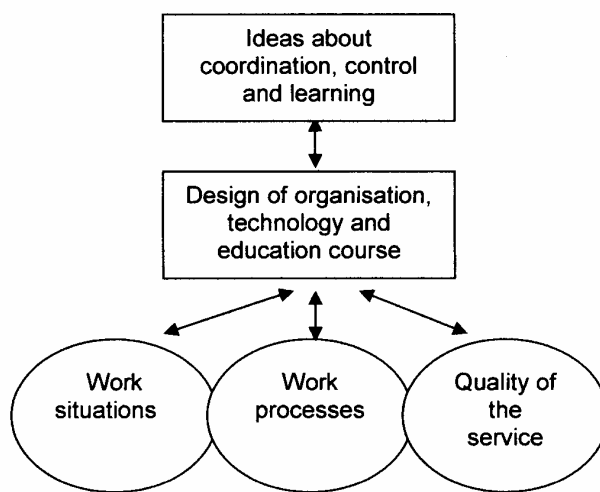 Ideas about
coordination, control
and learning
Design of organisation,
technology and
education course
Work
situations
Work
processes
Quality of
the
service